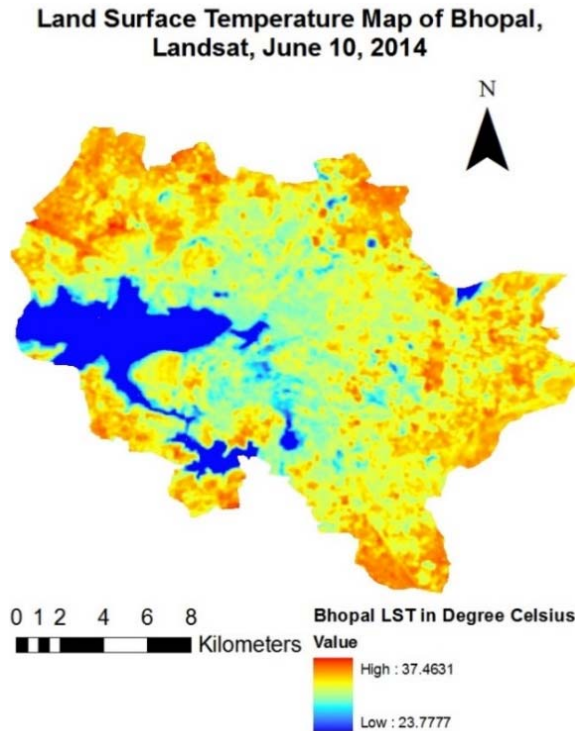 Land Surface Temperature Map of Bhopal,
Landsat, June 10, 2014
N
0 1 2 4 6 8
Kilometers
Bhopal LST in Degree Celsius
Value
High : 37.4631
Low : 23.7777